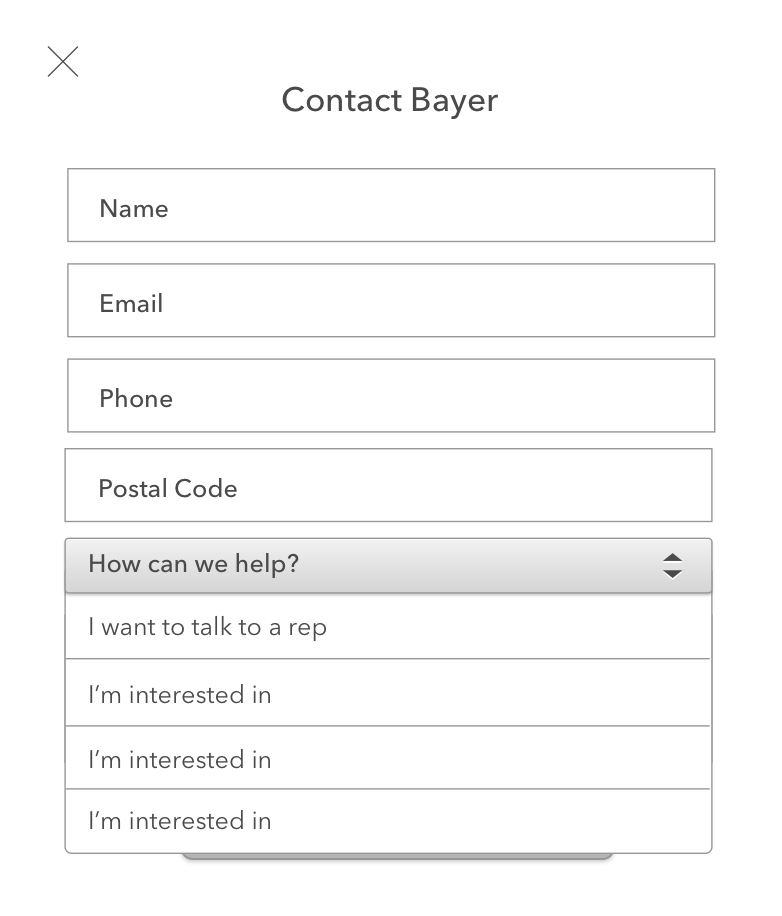 Contact Bayer
Name
Email
Phone
Postal Code
How can we help?
I want to talk to a rep
I’m interested in
I’m interested in
I’m interested in